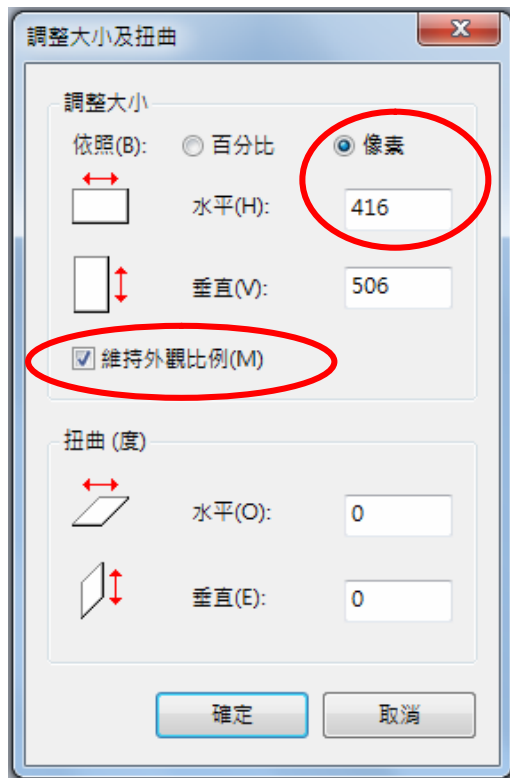 調整大小及扭曲
調整大小
依照(B): 百分比 像素
水平(H): 416
垂直(V): 506
維持外觀比例(M)
扭曲 (度)
水平(O): 0
垂直(E): 0
確定 取消